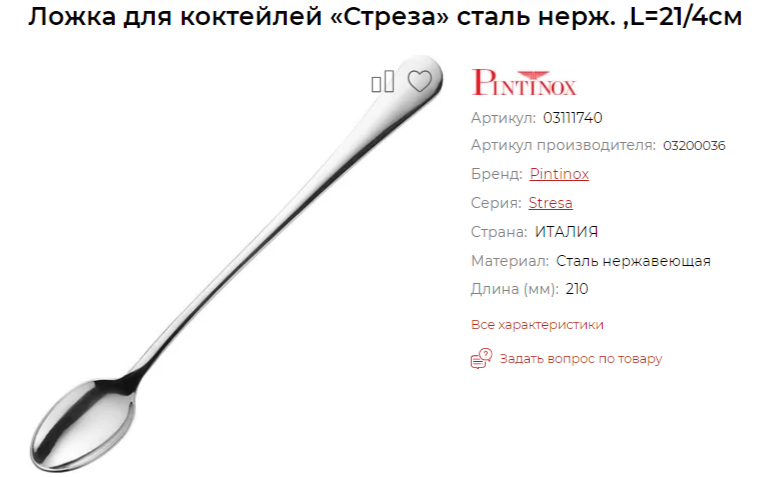 Ложка для коктейлей «Стреза» сталь нерж. ,L=21/4см
PINTINOX
Артикул: 03111740
Артикул производителя: 03200036
Бренд: Pintinox
Серия: Stresa
Страна: ИТАЛИЯ
Материал: Сталь нержавеющая
Длина (мм): 210
Все характеристики
Задать вопрос по товару